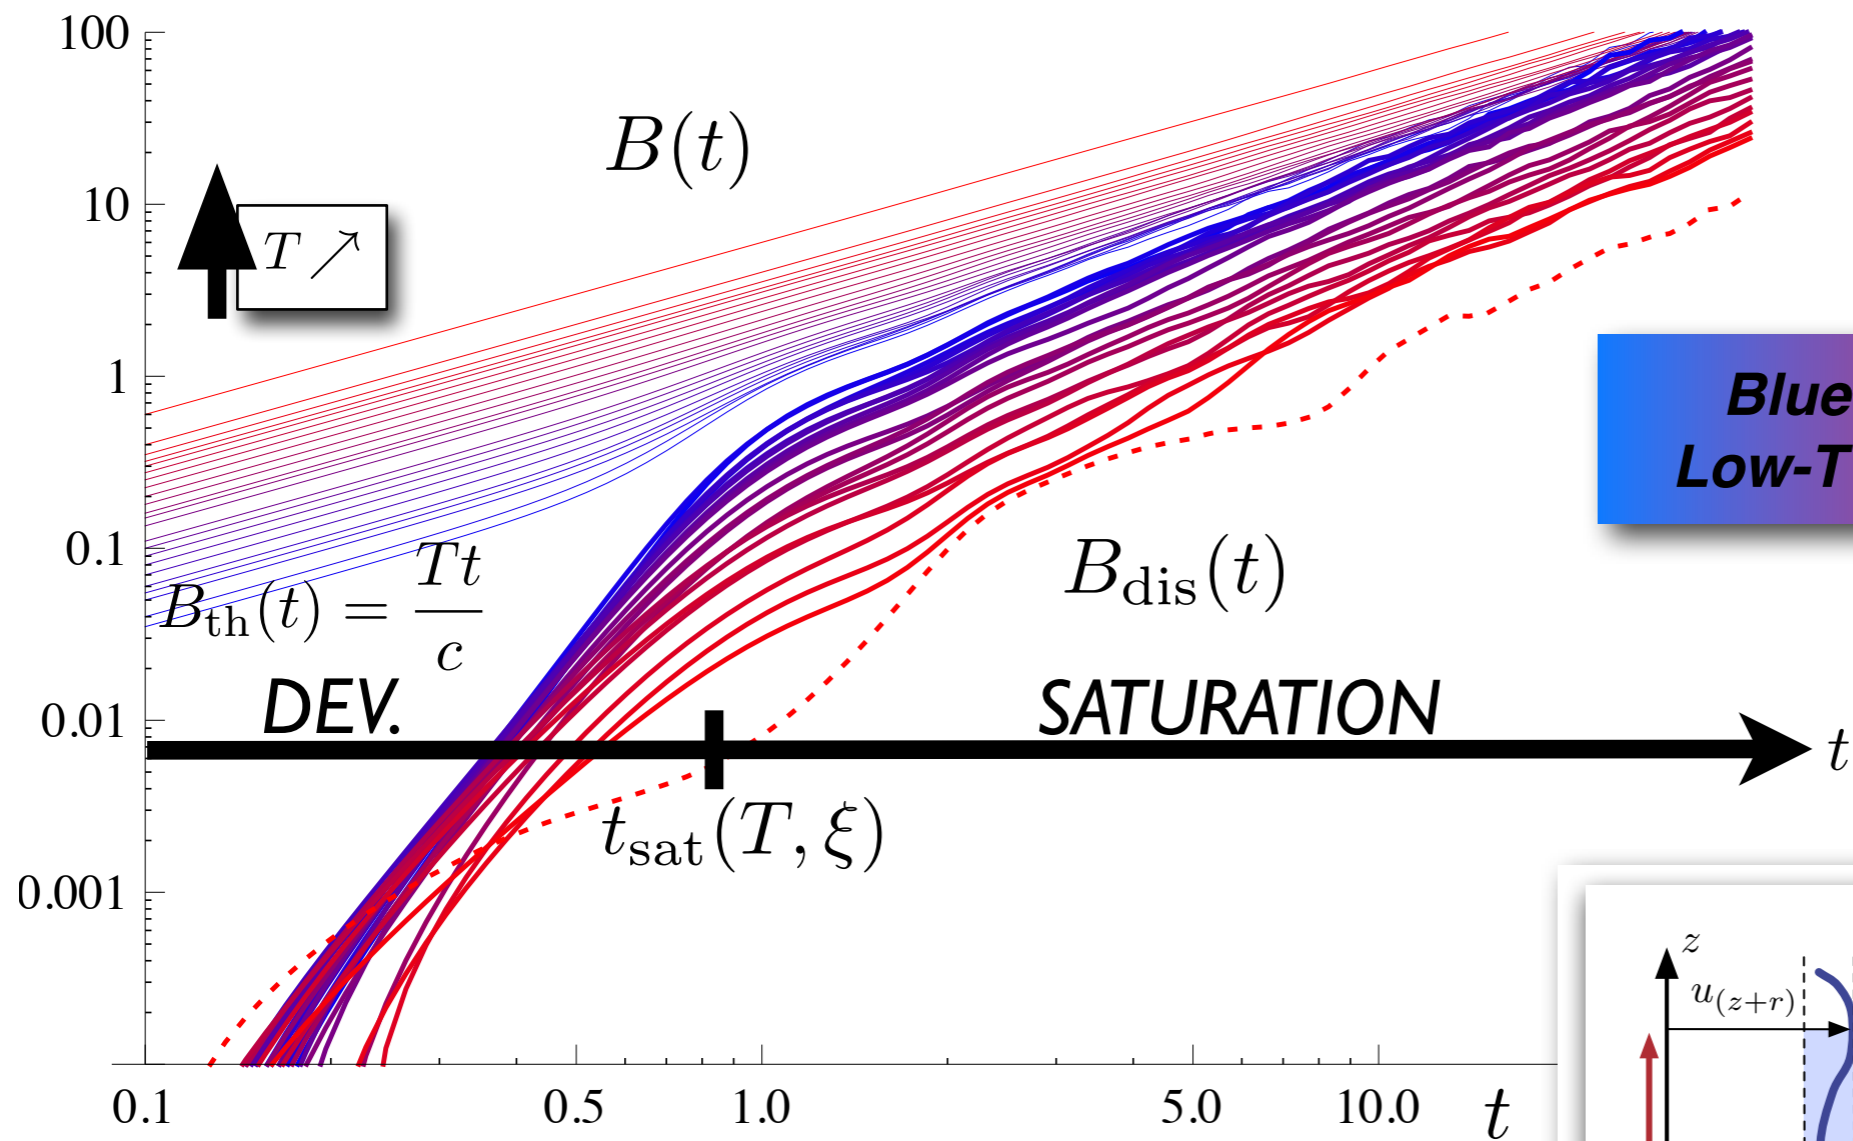 100
B(t)
10
T ↗
1
Blue
Low-T
0.1
B_th(t) = Tt/c
B_dis(t)
DEV.
SATURATION
0.01
t
t_sat(T, ξ)
0.001
z
u_(z+r)
0.1 0.5 1.0 5.0 10.0 t